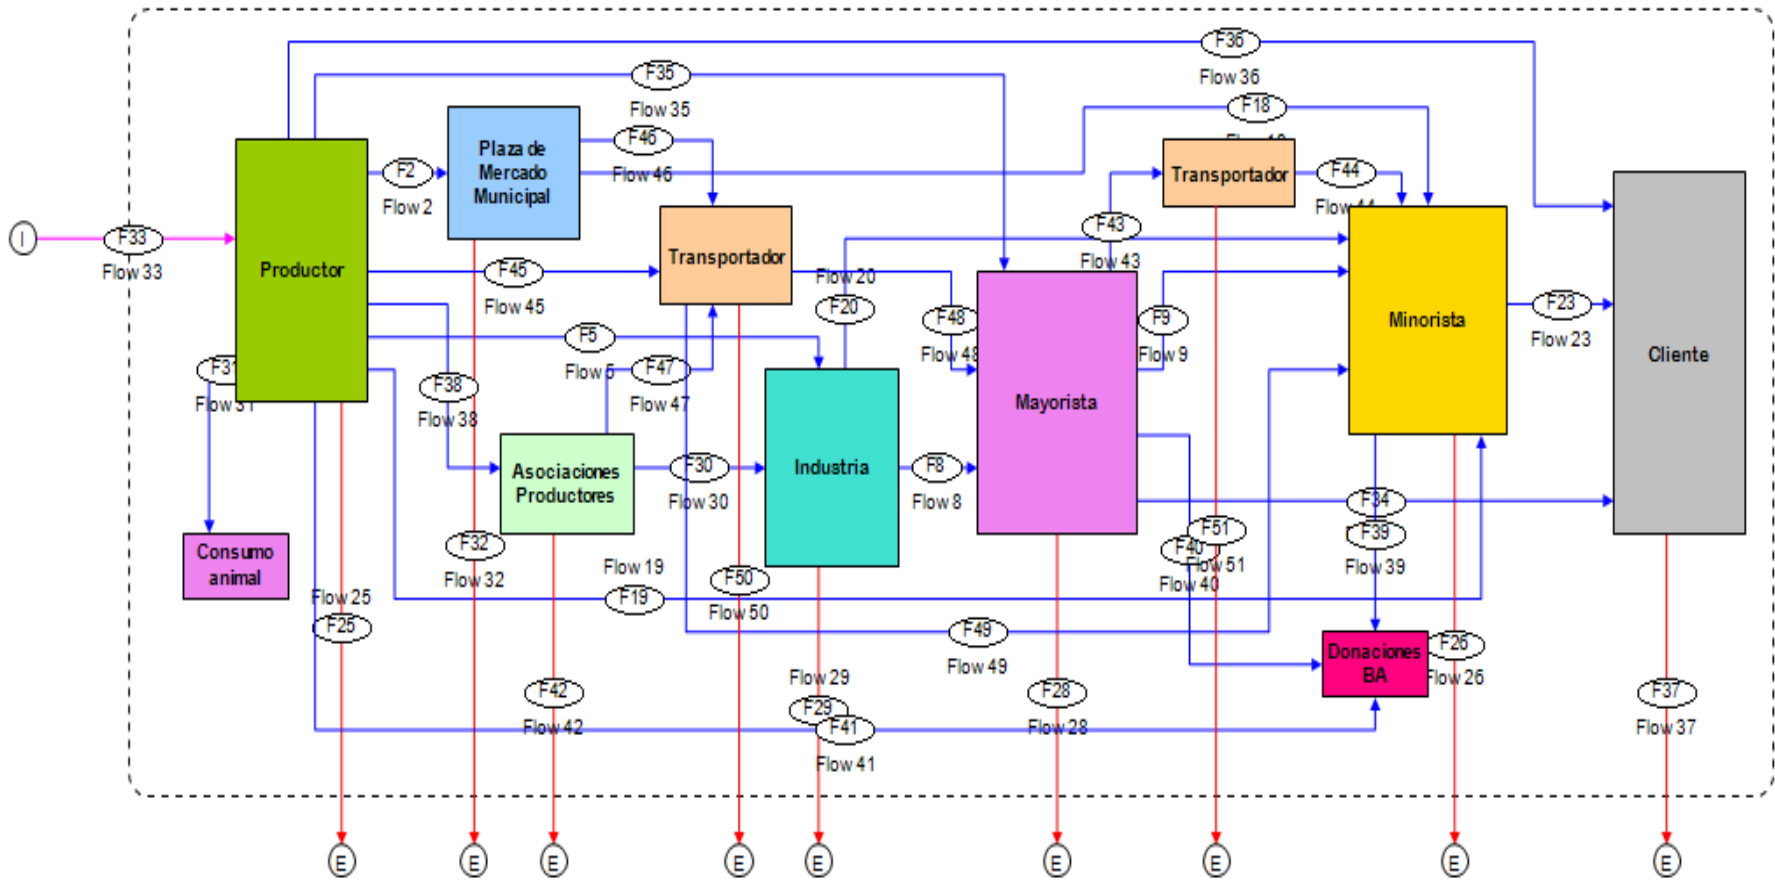 F36
Flow 36
F35
Flow 35
F18
Plaza de
Mercado
Municipal
F46
Flow 46
F2
Flow 2
Transportador
F44
I
F33
Flow 33
Productor
F45
Flow 45
Transportador
F43
Flow 43
Flow 20
F20
F48
Flow 48
F9
Flow 9
Minorista
F23
Flow 23
Cliente
F5
Flow 5
F47
Flow 47
F31
Flow 31
F38
Flow 38
Mayorista
Asociaciones
Productores
F30
Flow 30
Industria
F8
Flow 8
F34
F39
Flow 39
F40
Flow 40
F51
Flow 51
Consumo
animal
F32
Flow 32
Flow 19
F19
F50
Flow 50
Flow 25
F25
F49
Flow 49
Donaciones
BA
F26
Flow 26
F42
Flow 42
Flow 29
F29
F41
Flow 41
F28
Flow 28
F37
Flow 37
E
E
E
E
E
E
E
E
E